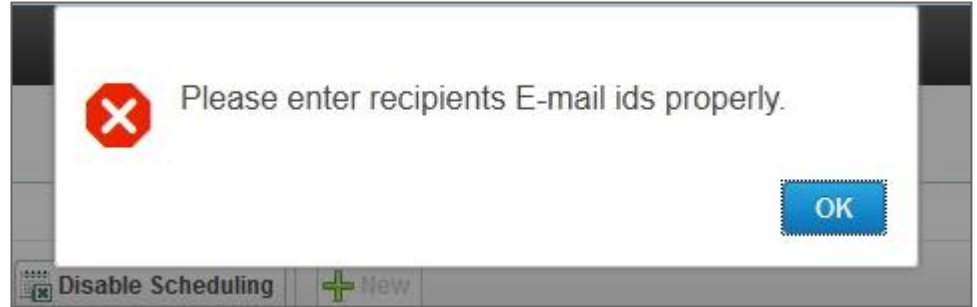 Please enter recipients E-mail ids properly.
OK
Disable Scheduling New